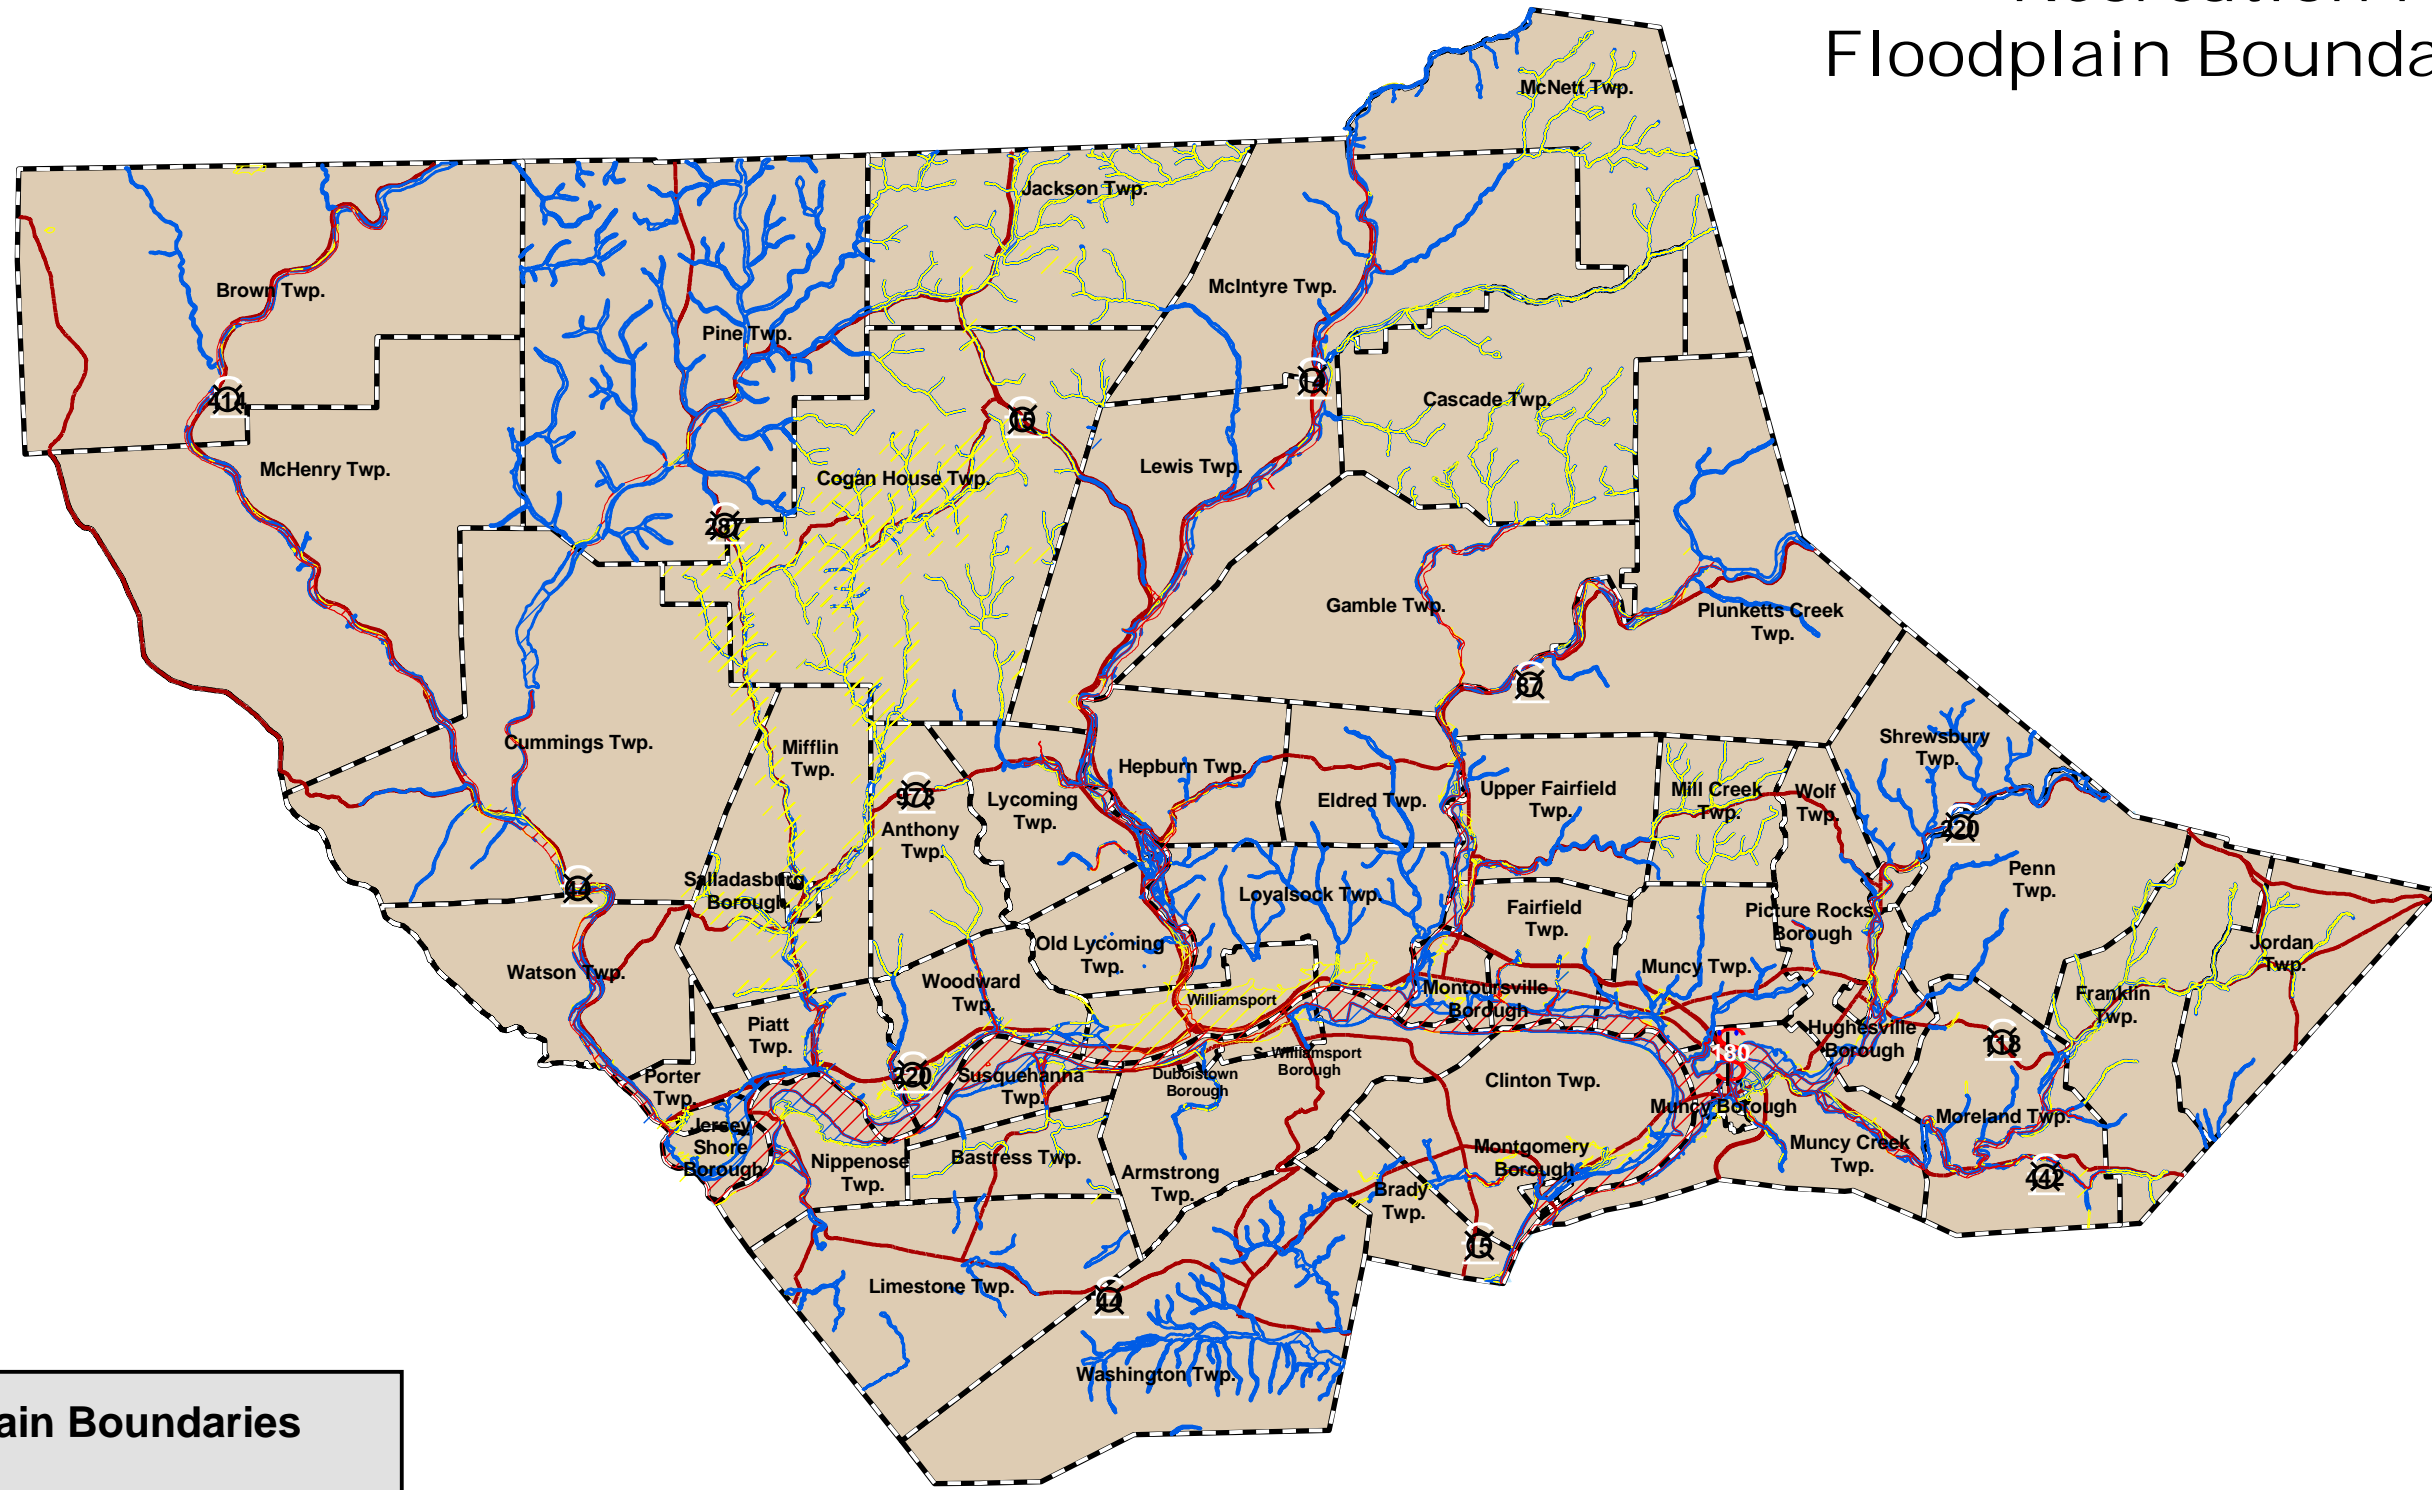 Floodplain Bounda
McNett Twp.
Jackson Twp.
Brown Twp.
McIntyre Twp.
Pine Twp.
14
414
Cascade Twp.
15
McHenry Twp.
Lewis Twp.
Cogan House Twp.
287
Gamble Twp.
Plunketts Creek
Twp.
87
Cummings Twp.
Mifflin
Twp.
Shrewsbury
Twp.
Hepburn Twp.
973
Lycoming
Twp.
Eldred Twp.
Upper Fairfield
Twp.
Mill Creek
Twp.
Wolf
Twp.
220
Anthony
Twp.
44
Salladasburg
Borough
Loyalsock Twp.
Penn
Twp.
Fairfield
Twp.
Picture Rocks
Borough
Old Lycoming
Twp.
Jordan
Twp.
Watson Twp.
Muncy Twp.
Woodward
Twp.
Williamsport
Montoursville
Borough
Franklin
Twp.
Piatt
Twp.
Hughesville
Borough
118
180
S. Williamsport
Borough
Duboistown
Borough
220
Susquehanna
Twp.
Clinton Twp.
Porter
Twp.
Muncy Borough
Moreland Twp.
Jersey
Shore
Borough
Nippenose
Twp.
Bastress Twp.
Armstrong
Twp.
Montgomery
Borough
Muncy Creek
Twp.
442
Brady
Twp.
15
Limestone Twp.
44
Washington Twp.
ain Boundaries